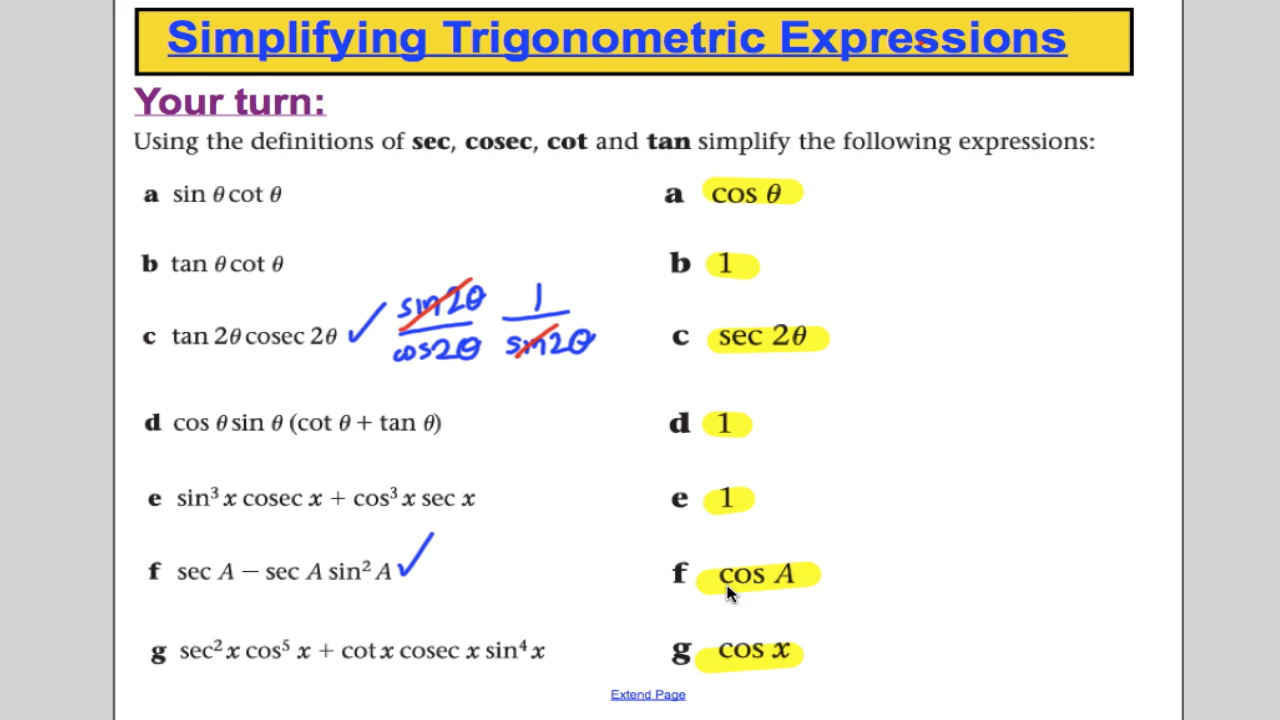 Simplifying Trigonometric Expressions
Your turn:
Using the definitions of sec, cosec, cot and tan simplify the following expressions:
a sin θ cot θ
a cos θ
b tan θ cot θ
b 1
c tan 2θ cosec 2θ ✓ sin2θ/cos2θ 1/sin2θ
c sec 2θ
d cos θ sin θ (cot θ + tan θ)
d 1
e sin³ x cosec x + cos³ x sec x
e 1
f sec A − sec A sin² A ✓
f cos A
g sec² x cos⁵ x + cot x cosec x sin⁴ x
g cos x
Extend Page